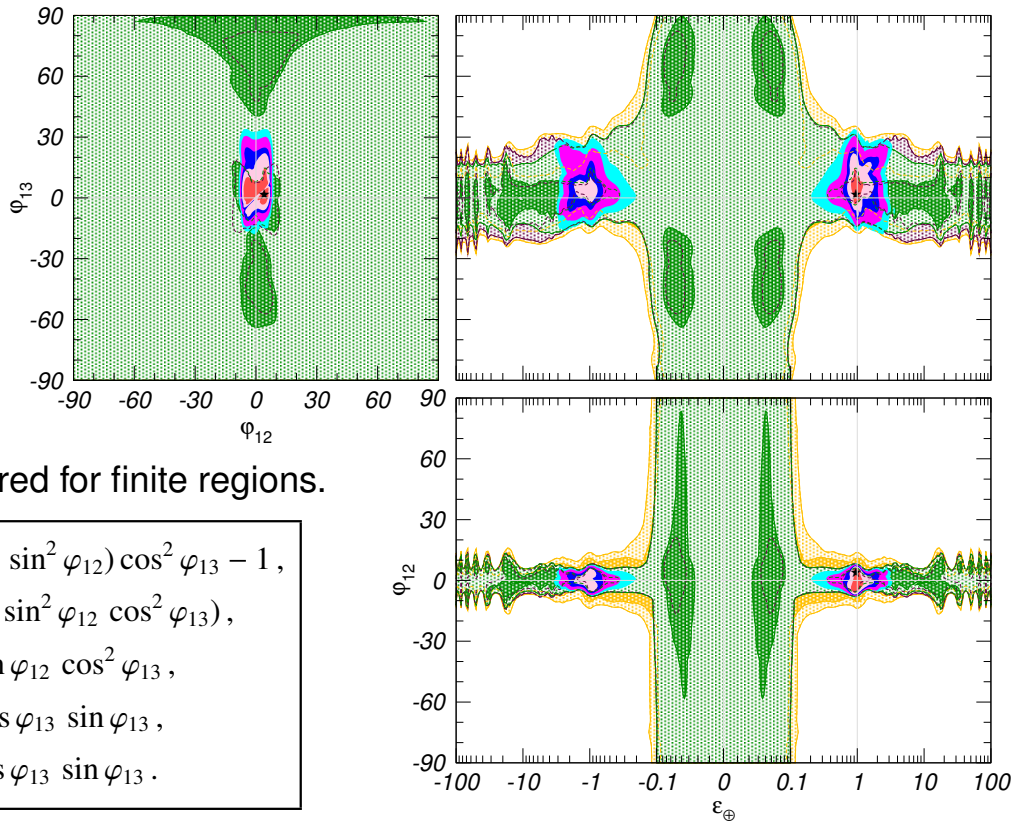 90
60
30
0
-30
-60
-90
φ13
-90 -60 -30 0 30 60
φ12
90
60
30
0
-30
-60
-90
φ12
-100 -10 -1 -0.1 0 0.1 1 10 100
ε⊕
red for finite regions.
sin² φ12) cos² φ13 − 1 ,
sin² φ12 cos² φ13) ,
φ12 cos² φ13 ,
φ13 sin φ13 ,
φ13 sin φ13 .